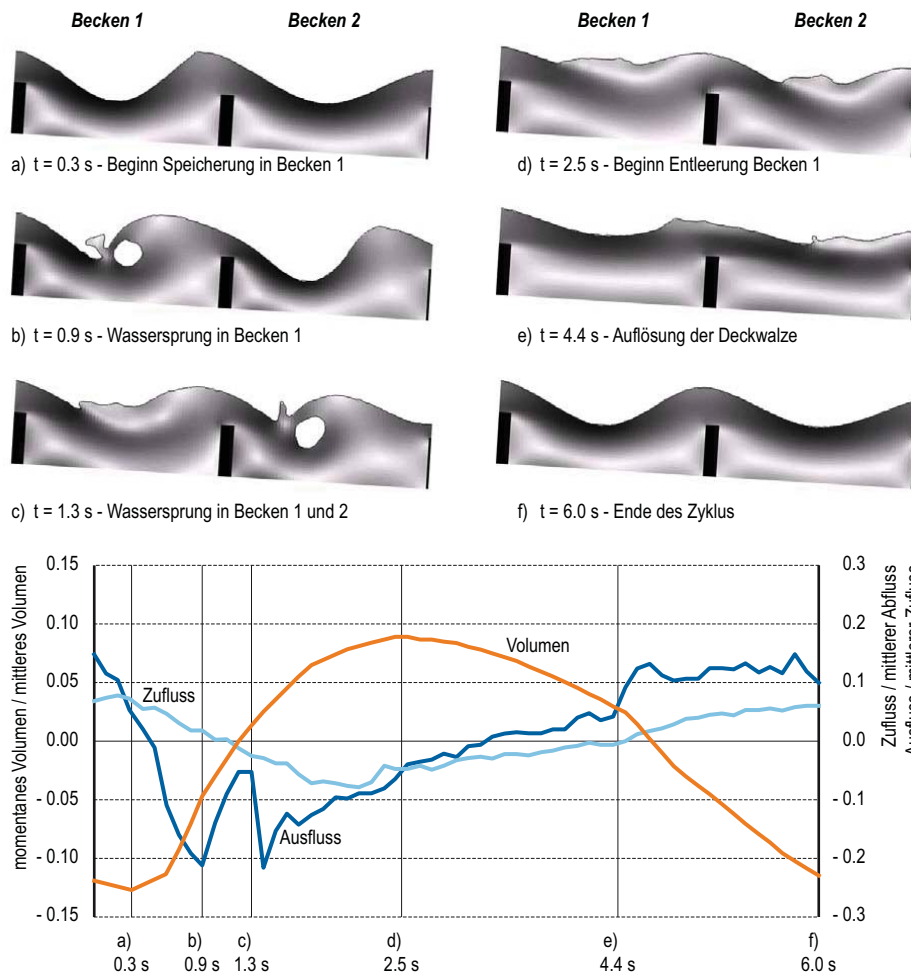 Becken 1 Becken 2 Becken 1 Becken 2
a) t = 0.3 s - Beginn Speicherung in Becken 1
d) t = 2.5 s - Beginn Entleerung Becken 1
b) t = 0.9 s - Wassersprung in Becken 1
e) t = 4.4 s - Auflösung der Deckwalze
c) t = 1.3 s - Wassersprung in Becken 1 und 2
f) t = 6.0 s - Ende des Zyklus
momentanes Volumen / mittleres Volumen
0.15
0.10
0.05
0.00
- 0.05
- 0.10
- 0.15
Zufluss
Volumen
Ausfluss
0.3
0.2
0.1
0.0
- 0.1
- 0.2
- 0.3
Zufluss / mittlerer Abfluss
Ausfluss / mittlerer Zufluss
a) b) c) d) e) f)
0.3 s 0.9 s 1.3 s 2.5 s 4.4 s 6.0 s